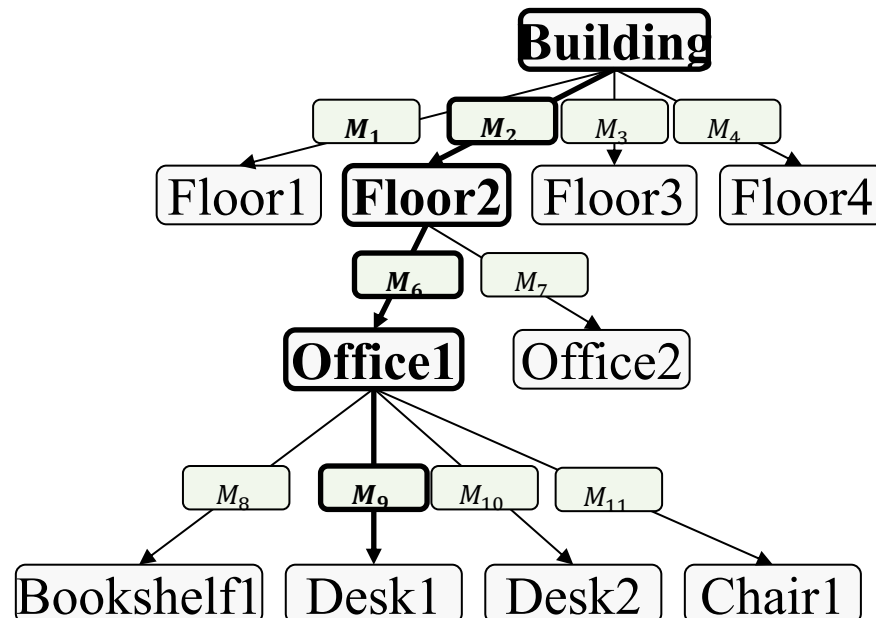 Building
M₁ M₂ M₃ M₄
Floor1 Floor2 Floor3 Floor4
M₆ M₇
Office1 Office2
M₈ M₉ M₁₀ M₁₁
Bookshelf1 Desk1 Desk2 Chair1